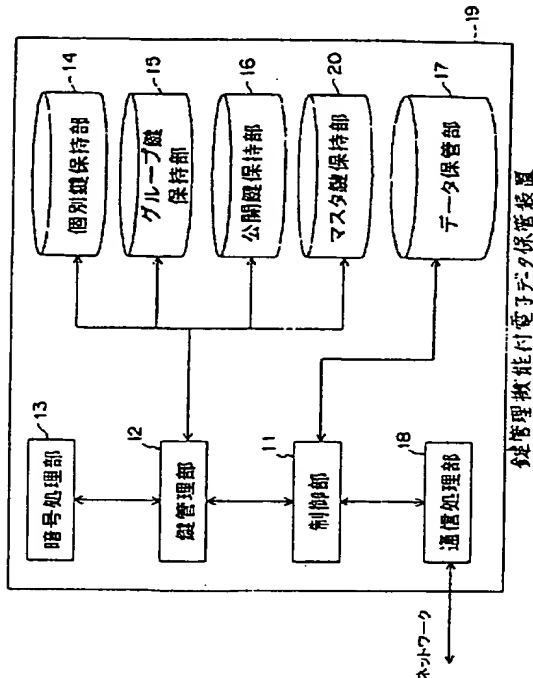 14
個別鍵保持部
15
グループ鍵
保持部
16
公開鍵保持部
20
マスタ鍵保持部
17
データ保管部
19
13
暗号処理部
12
鍵管理部
11
制御部
18
通信処理部
ネットワーク
鍵管理機能付電子データ保管装置